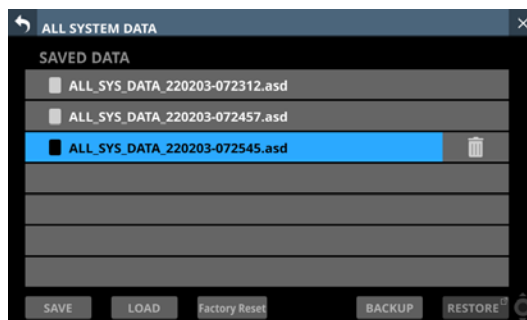 ALL SYSTEM DATA
SAVED DATA
ALL_SYS_DATA_220203-072312.asd
ALL_SYS_DATA_220203-072457.asd
ALL_SYS_DATA_220203-072545.asd
SAVE LOAD Factory Reset BACKUP RESTORE